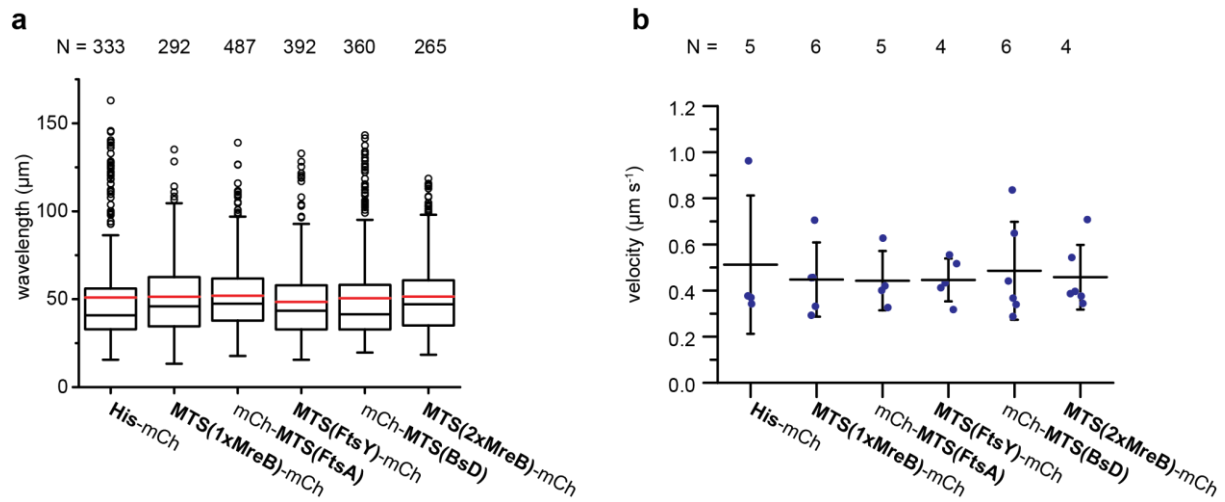 a
N = 333 292 487 392 360 265
wavelength (µm)
150
100
50
0
His-mCh
MTS(1xMreB)-mCh
mCh-MTS(FtsA)
MTS(FtsY)-mCh
mCh-MTS(BsD)
MTS(2xMreB)-mCh
b
N = 5 6 5 4 6 4
velocity (µm s⁻¹)
1.2
1.0
0.8
0.6
0.4
0.2
0.0
His-mCh
MTS(1xMreB)-mCh
mCh-MTS(FtsA)
MTS(FtsY)-mCh
mCh-MTS(BsD)
MTS(2xMreB)-mCh